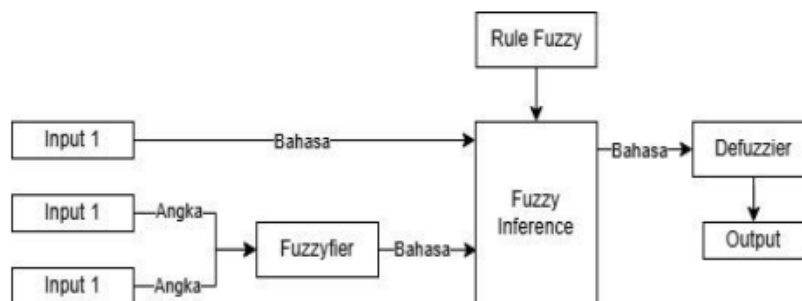 Rule Fuzzy
Input 1
Bahasa
Bahasa
Defuzzier
Input 1
Angka
Fuzzy
Inference
Fuzzyfier
Bahasa
Output
Input 1
Angka